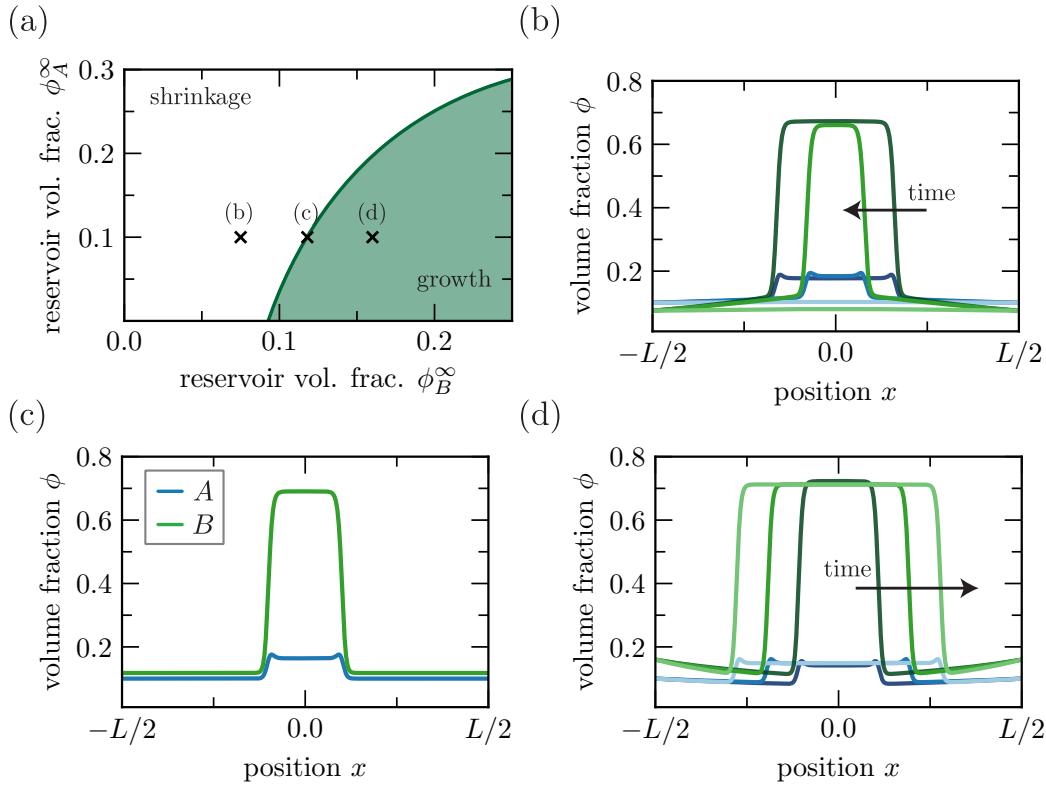 (a)
reservoir vol. frac. ϕ_A^∞
0.3
0.2
0.1
0.0
0.1
0.2
shrinkage
growth
(b)
(c)
(d)
reservoir vol. frac. ϕ_B^∞
(b)
volume fraction ϕ
0.8
0.6
0.4
0.2
time
−L/2
0.0
L/2
position x
(c)
volume fraction ϕ
0.8
0.6
0.4
0.2
A
B
−L/2
0.0
L/2
position x
(d)
volume fraction ϕ
0.8
0.6
0.4
0.2
time
−L/2
0.0
L/2
position x